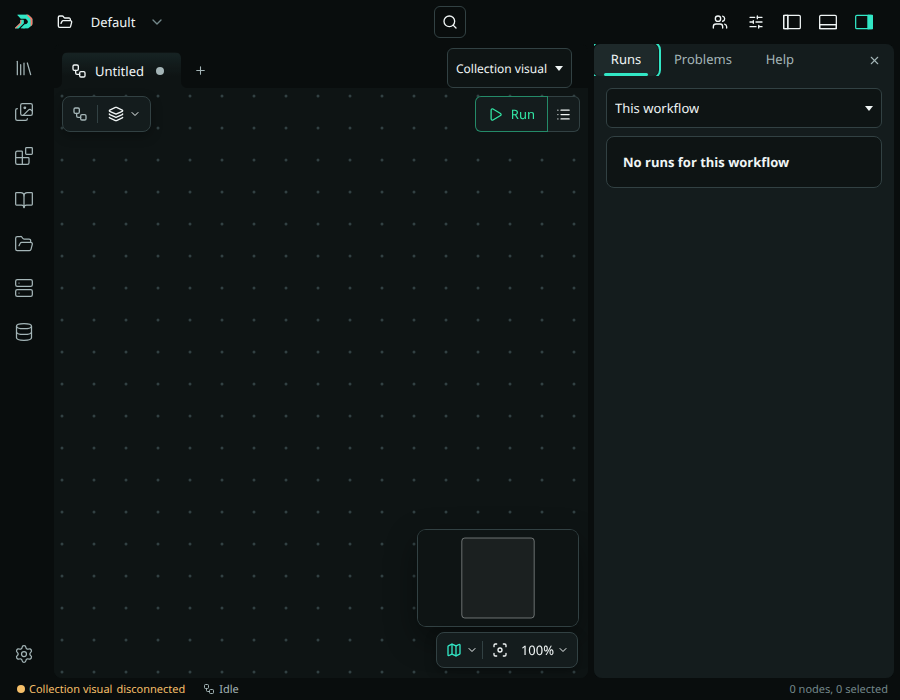 Default
Untitled
Collection visual
Run
Runs
Problems
Help
This workflow
No runs for this workflow
100%
Collection visual disconnected
Idle
0 nodes, 0 selected